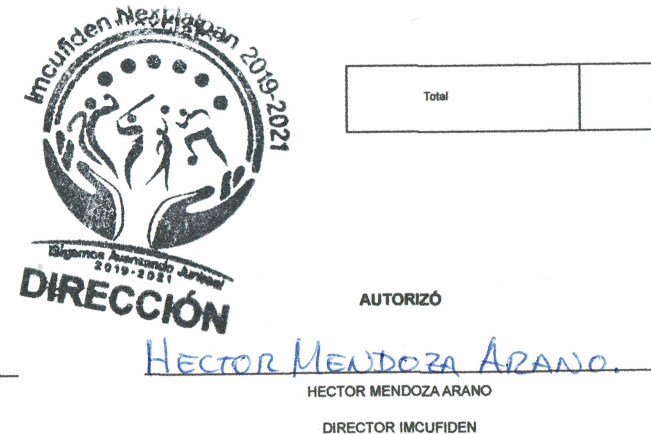 Imcufiden Nextlalpan 2019-2021
Total
¡Sigamos Avanzando Juntos!
2019-2021
DIRECCIÓN
AUTORIZÓ
HECTOR MENDOZA ARANO.
HECTOR MENDOZA ARANO
DIRECTOR IMCUFIDEN